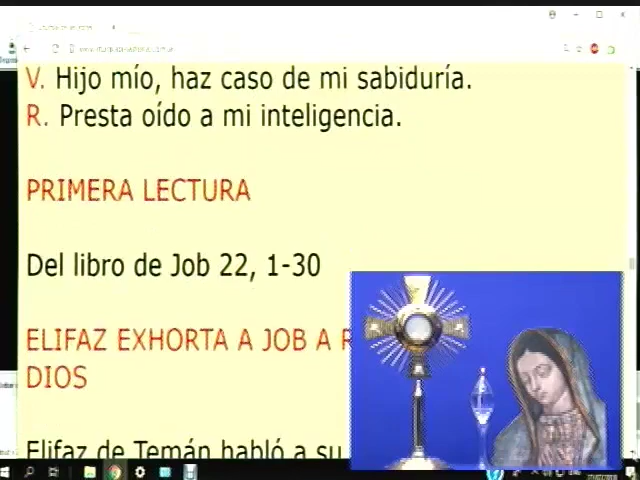 V. Hijo mío, haz caso de mi sabiduría.
R. Presta oído a mi inteligencia.
PRIMERA LECTURA
Del libro de Job 22, 1-30
ELIFAZ EXHORTA A JOB A R
DIOS
Elifaz de Temán habló a su